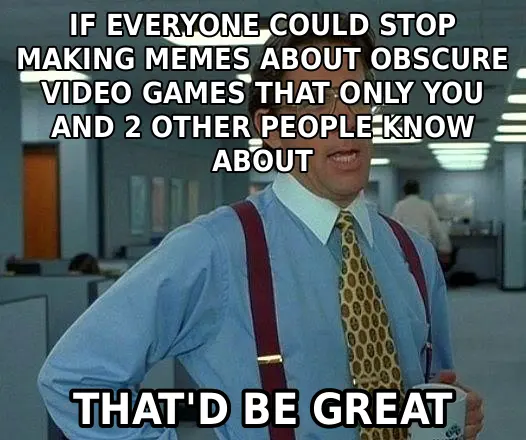 IF EVERYONE COULD STOP
MAKING MEMES ABOUT OBSCURE
VIDEO GAMES THAT ONLY YOU
AND 2 OTHER PEOPLE KNOW
ABOUT
THAT'D BE GREAT